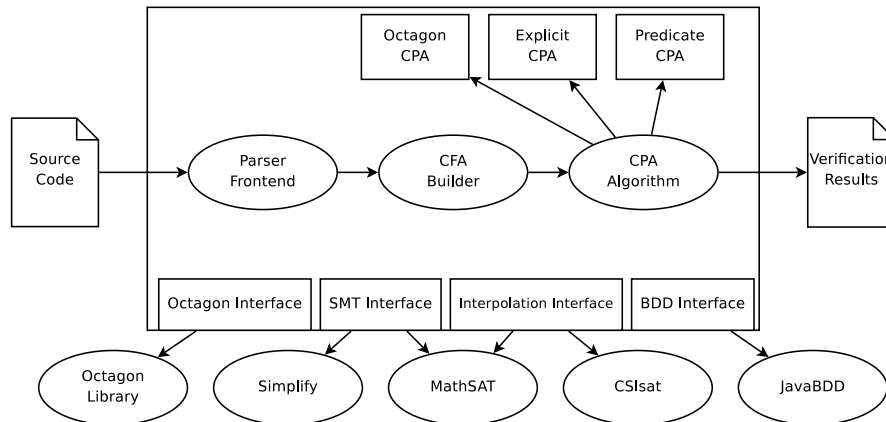 Octagon
CPA
Explicit
CPA
Predicate
CPA
Source
Code
Parser
Frontend
CFA
Builder
CPA
Algorithm
Verification
Results
Octagon Interface
SMT Interface
Interpolation Interface
BDD Interface
Octagon
Library
Simplify
MathSAT
CSIsat
JavaBDD